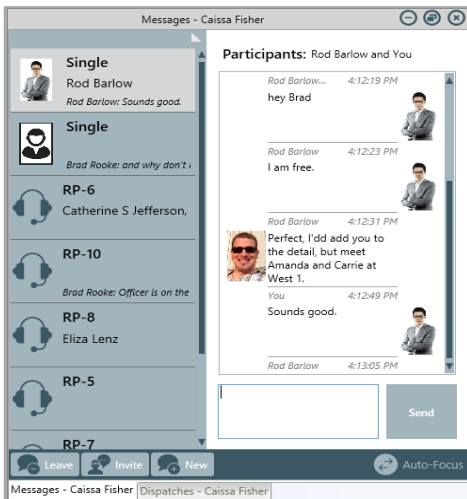 Messages - Caissa Fisher
Single
Rod Barlow
Rod Barlow: Sounds good.
Single
Brad Rooke: and why don't
RP-6
Catherine S Jefferson,
RP-10
Brad Rooke: Officer is on the
RP-8
Eliza Lenz
RP-5
RP-7
Participants: Rod Barlow and You
Rod Barlow... 4:12:19 PM
hey Brad
Rod Barlow 4:12:23 PM
I am free.
Rod Barlow 4:12:31 PM
Perfect, I'dd add you to
the detail, but meet
Amanda and Carrie at
West 1.
You 4:12:49 PM
Sounds good.
Rod Barlow 4:13:05 PM
Send
Leave
Invite
New
Auto-Focus
Messages - Caissa Fisher
Dispatches - Caissa Fisher